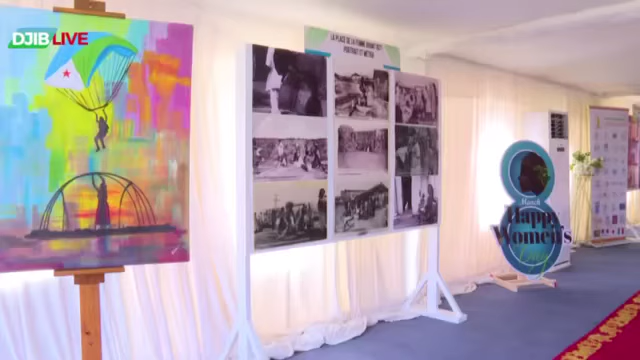 DJIB LIVE
LA PLACE DE LA FEMME AVANT 1977
PORTRAIT ET MÉTIER
8
March
Happy
Women's